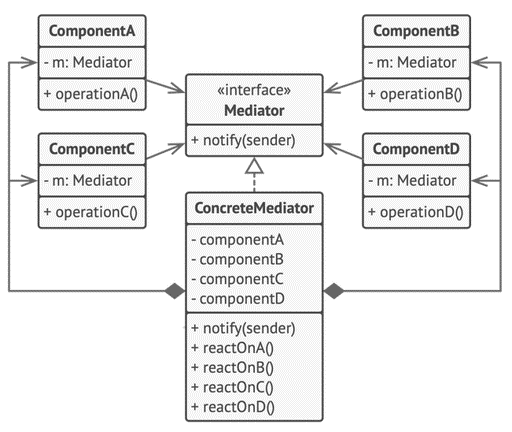 ComponentA
- m: Mediator
+ operationA()
ComponentB
- m: Mediator
+ operationB()
«interface»
Mediator
+ notify(sender)
ComponentC
- m: Mediator
+ operationC()
ComponentD
- m: Mediator
+ operationD()
ConcreteMediator
- componentA
- componentB
- componentC
- componentD
+ notify(sender)
+ reactOnA()
+ reactOnB()
+ reactOnC()
+ reactOnD()